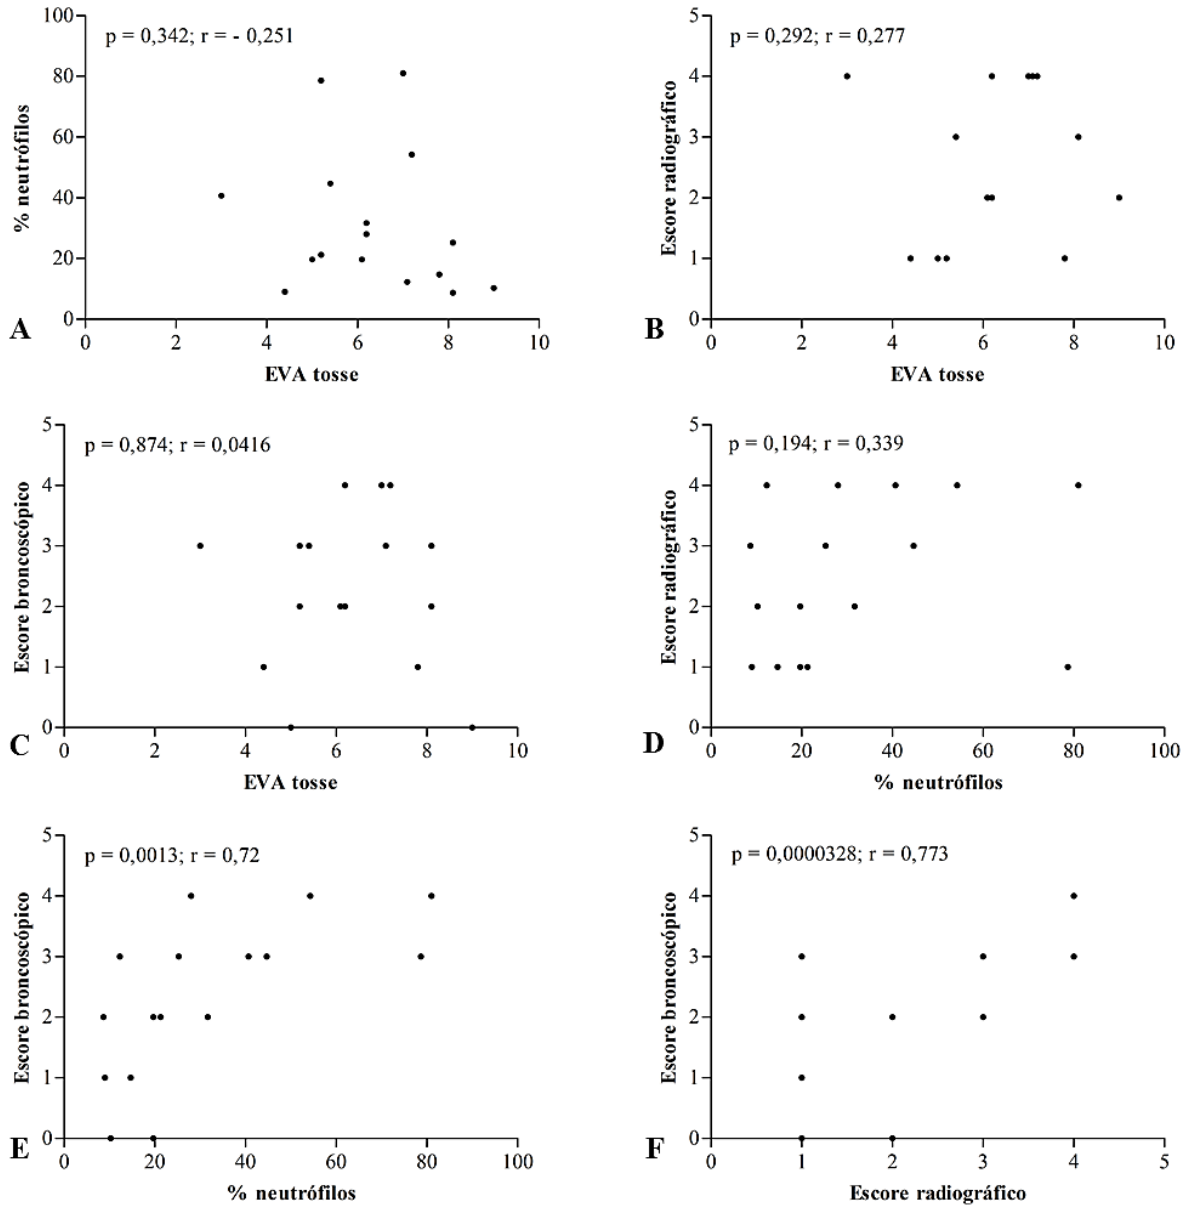 p = 0,342; r = - 0,251
% neutrófilos
100
80
60
40
20
0
0 2 4 6 8 10
EVA tosse
A
p = 0,292; r = 0,277
Escore radiográfico
5
4
3
2
1
0
0 2 4 6 8 10
EVA tosse
B
p = 0,874; r = 0,0416
Escore broncoscópico
5
4
3
2
1
0
0 2 4 6 8 10
EVA tosse
C
p = 0,194; r = 0,339
Escore radiográfico
5
4
3
2
1
0
0 20 40 60 80 100
% neutrófilos
D
p = 0,0013; r = 0,72
Escore broncoscópico
5
4
3
2
1
0
0 20 40 60 80 100
% neutrófilos
E
p = 0,0000328; r = 0,773
Escore broncoscópico
5
4
3
2
1
0
0 1 2 3 4 5
Escore radiográfico
F